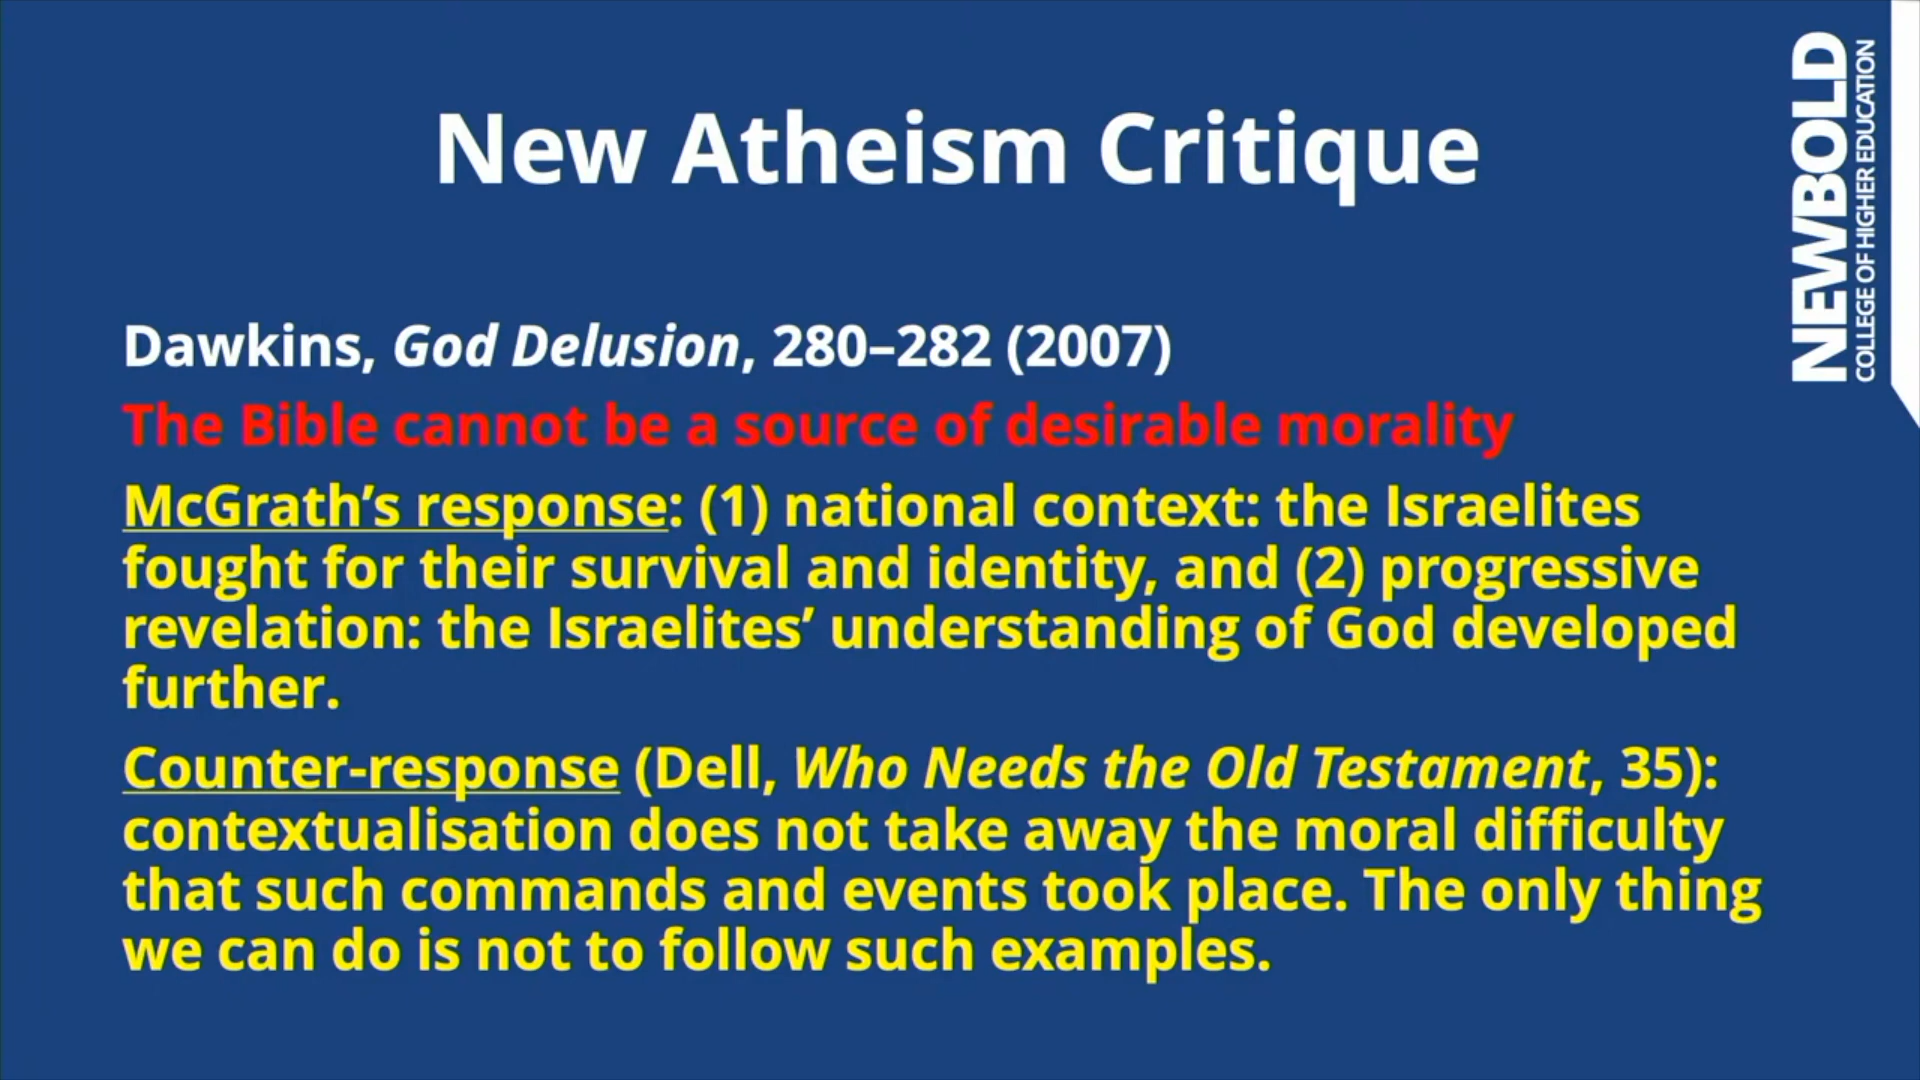 New Atheism Critique
Dawkins, God Delusion, 280–282 (2007)
The Bible cannot be a source of desirable morality
McGrath’s response: (1) national context: the Israelites
fought for their survival and identity, and (2) progressive
revelation: the Israelites’ understanding of God developed
further.
Counter-response (Dell, Who Needs the Old Testament, 35):
contextualisation does not take away the moral difficulty
that such commands and events took place. The only thing
we can do is not to follow such examples.
NEWBOLD
COLLEGE OF HIGHER EDUCATION